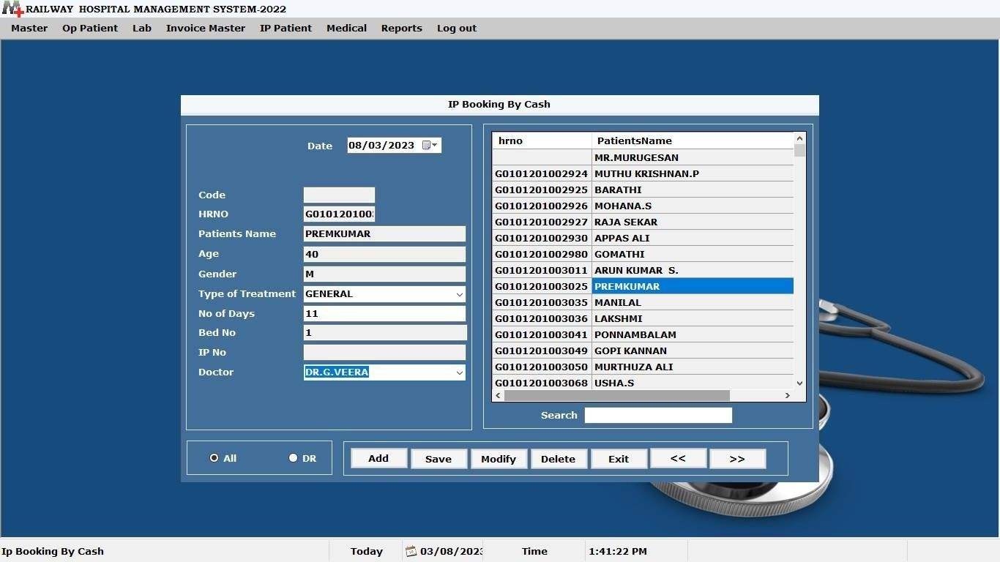 RAILWAY HOSPITAL MANAGEMENT SYSTEM-2022
Master Op Patient Lab Invoice Master IP Patient Medical Reports Log out
IP Booking By Cash
Date 08/03/2023
Code
HRNO G010120100
Patients Name PREMKUMAR
Age 40
Gender M
Type of Treatment GENERAL
No of Days 11
Bed No 1
IP No
Doctor DR.G.VEERA
hrno PatientsName
MR.MURUGESAN
G0101201002924 MUTHU KRISHNAN.P
G0101201002925 BARATHI
G0101201002926 MOHANA.S
G0101201002927 RAJA SEKAR
G0101201002930 APPAS ALI
G0101201002980 GOMATHI
G0101201003011 ARUN KUMAR S.
G0101201003025 PREMKUMAR
G0101201003035 MANILAL
G0101201003036 LAKSHMI
G0101201003041 PONNAMBALAM
G0101201003049 GOPI KANNAN
G0101201003050 MURTHUZA ALI
G0101201003068 USHA.S
Search
All DR
Add Save Modify Delete Exit << >>
Ip Booking By Cash Today 03/08/2023 Time 1:41:22 PM